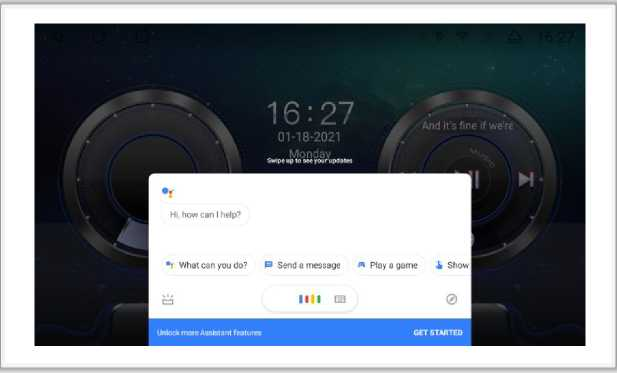 16:27
16:27
01-18-2021
Monday
And it's fine if we're
MUSIC
Swipe up to see your updates
Hi, how can I help?
What can you do?
Send a message
Play a game
Show
Unlock more Assistant features
GET STARTED